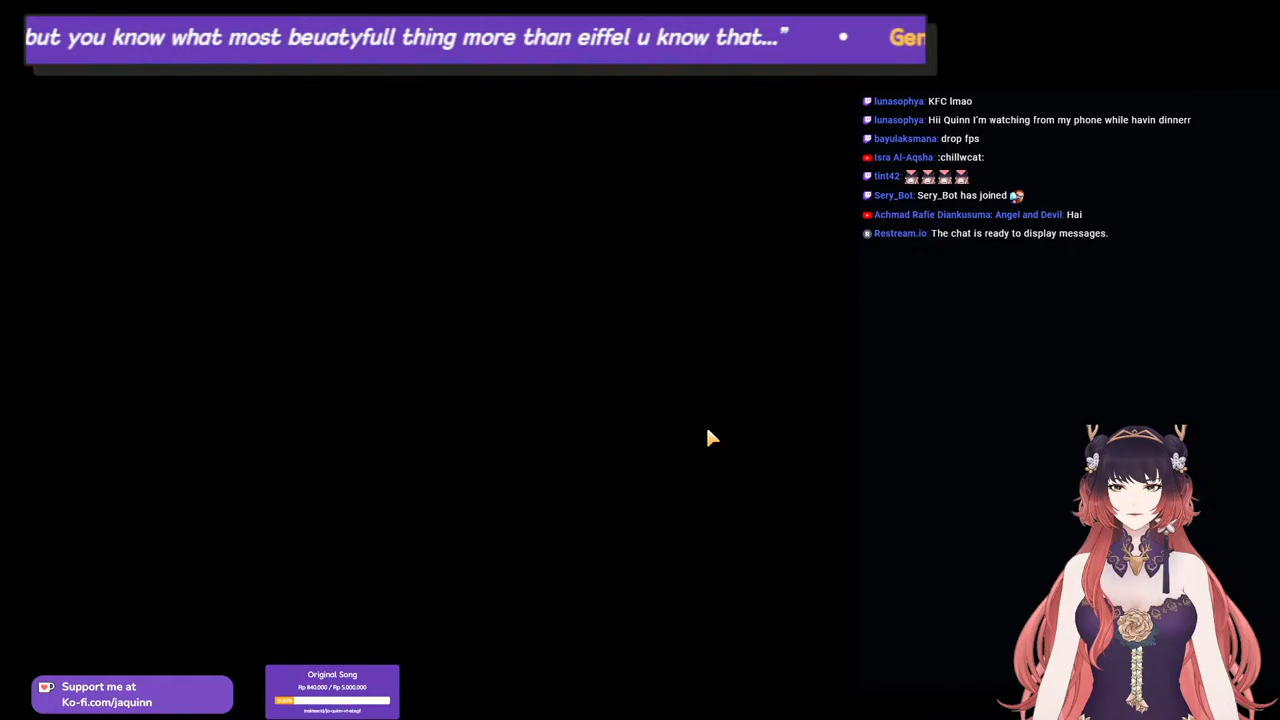 but you know what most beuatyfull thing more than eiffel u know that...” • Gen
lunasophya: KFC lmao
lunasophya: Hii Quinn I'm watching from my phone while havin dinnerr
bayulaksmana: drop fps
Isra Al-Aqsha: :chillwcat:
tint42:
Sery_Bot: Sery_Bot has joined
Achmad Rafie Diankusuma: Angel and Devil: Hai
Restream.io: The chat is ready to display messages.
Support me at
Ko-fi.com/jaquinn
Original Song
Rp 840.000 / Rp 5.000.000